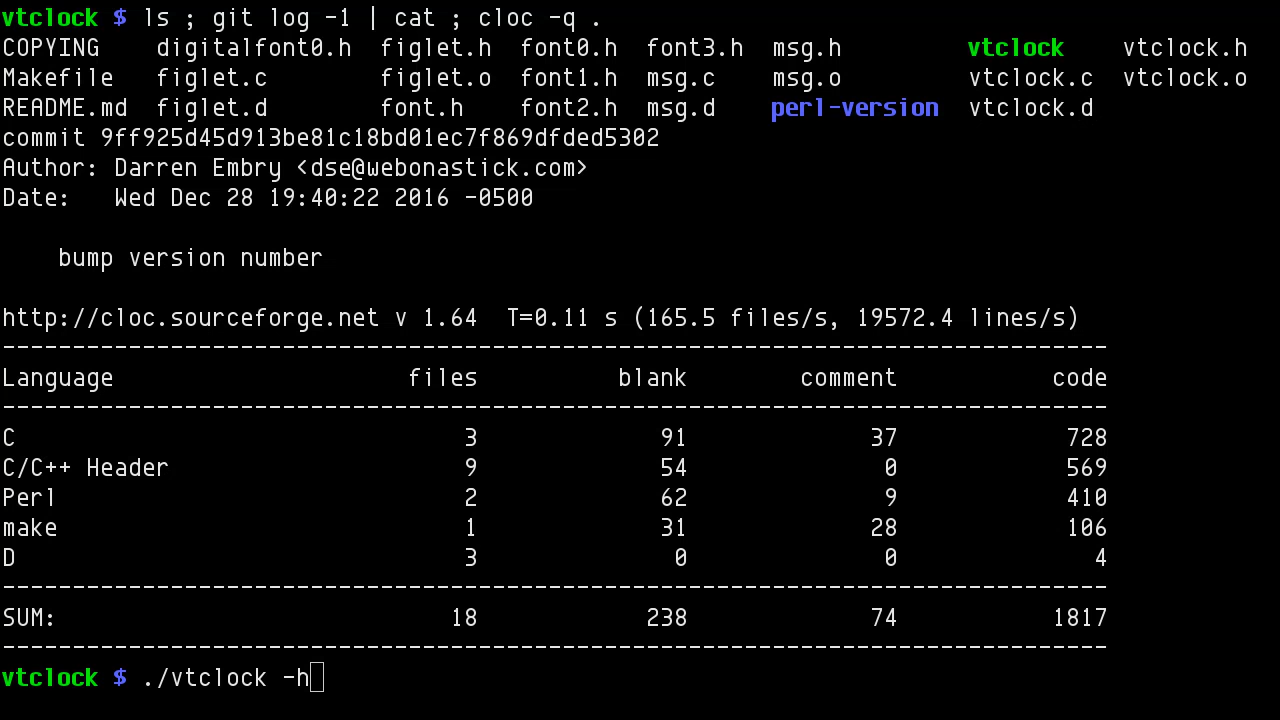 vtclock $ ls ; git log -1 | cat ; cloc -q .
COPYING    digitalfont0.h  figlet.h  font0.h  font3.h  msg.h         vtclock    vtclock.h
Makefile   figlet.c        figlet.o  font1.h  msg.c    msg.o         vtclock.c  vtclock.o
README.md  figlet.d        font.h    font2.h  msg.d    perl-version  vtclock.d
commit 9ff925d45d913be81c18bd01ec7f869dfded5302
Author: Darren Embry <dse@webonastick.com>
Date:   Wed Dec 28 19:40:22 2016 -0500

    bump version number

http://cloc.sourceforge.net v 1.64  T=0.11 s (165.5 files/s, 19572.4 lines/s)
-------------------------------------------------------------------------------
Language                     files          blank        comment           code
-------------------------------------------------------------------------------
C                                3             91             37            728
C/C++ Header                     9             54              0            569
Perl                             2             62              9            410
make                             1             31             28            106
D                                3              0              0              4
-------------------------------------------------------------------------------
SUM:                            18            238             74           1817
-------------------------------------------------------------------------------
vtclock $ ./vtclock -h